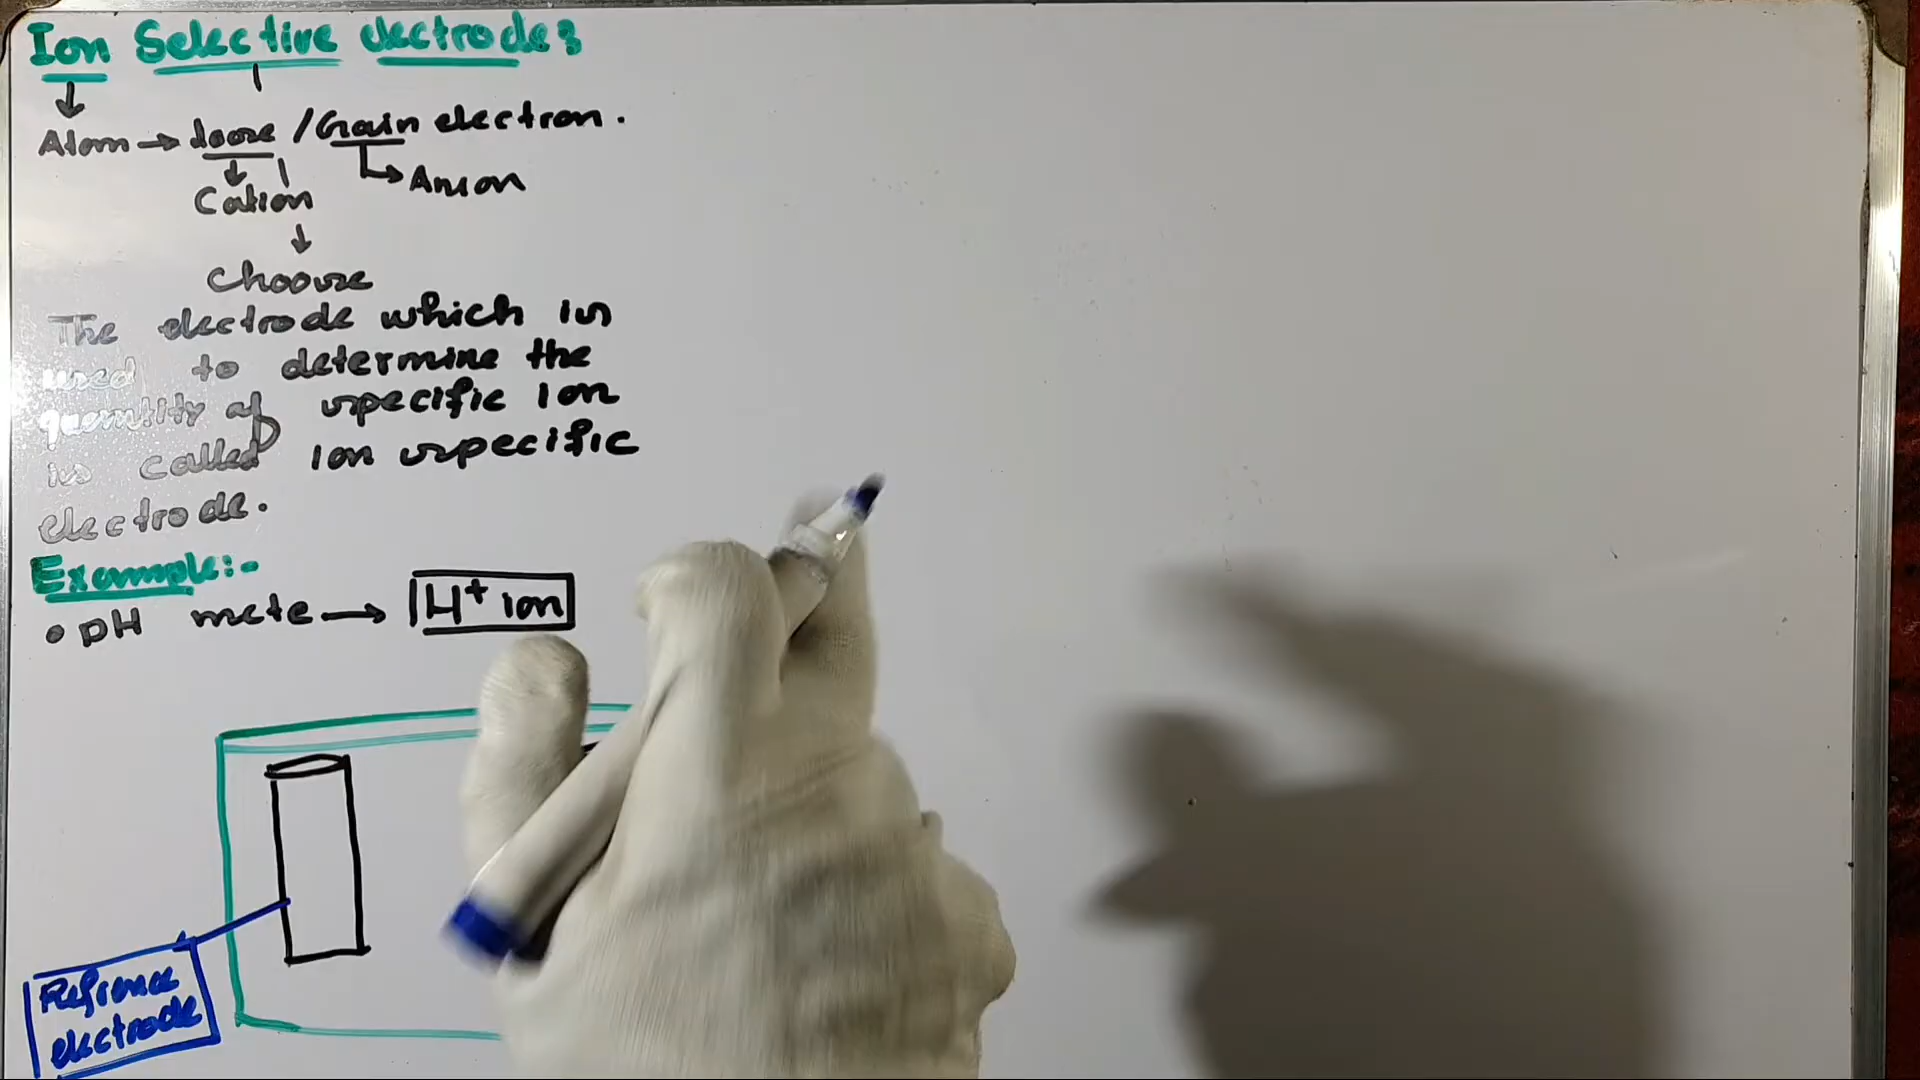 Ion Selective electrode:
Atom → loose / Gain electron.
Cation
Anion
Choose
The electrode which is
used to determine the
quantity of specific ion
is called ion specific
electrode.
Example:-
• pH mete → H⁺ ion
Refrence
electrode